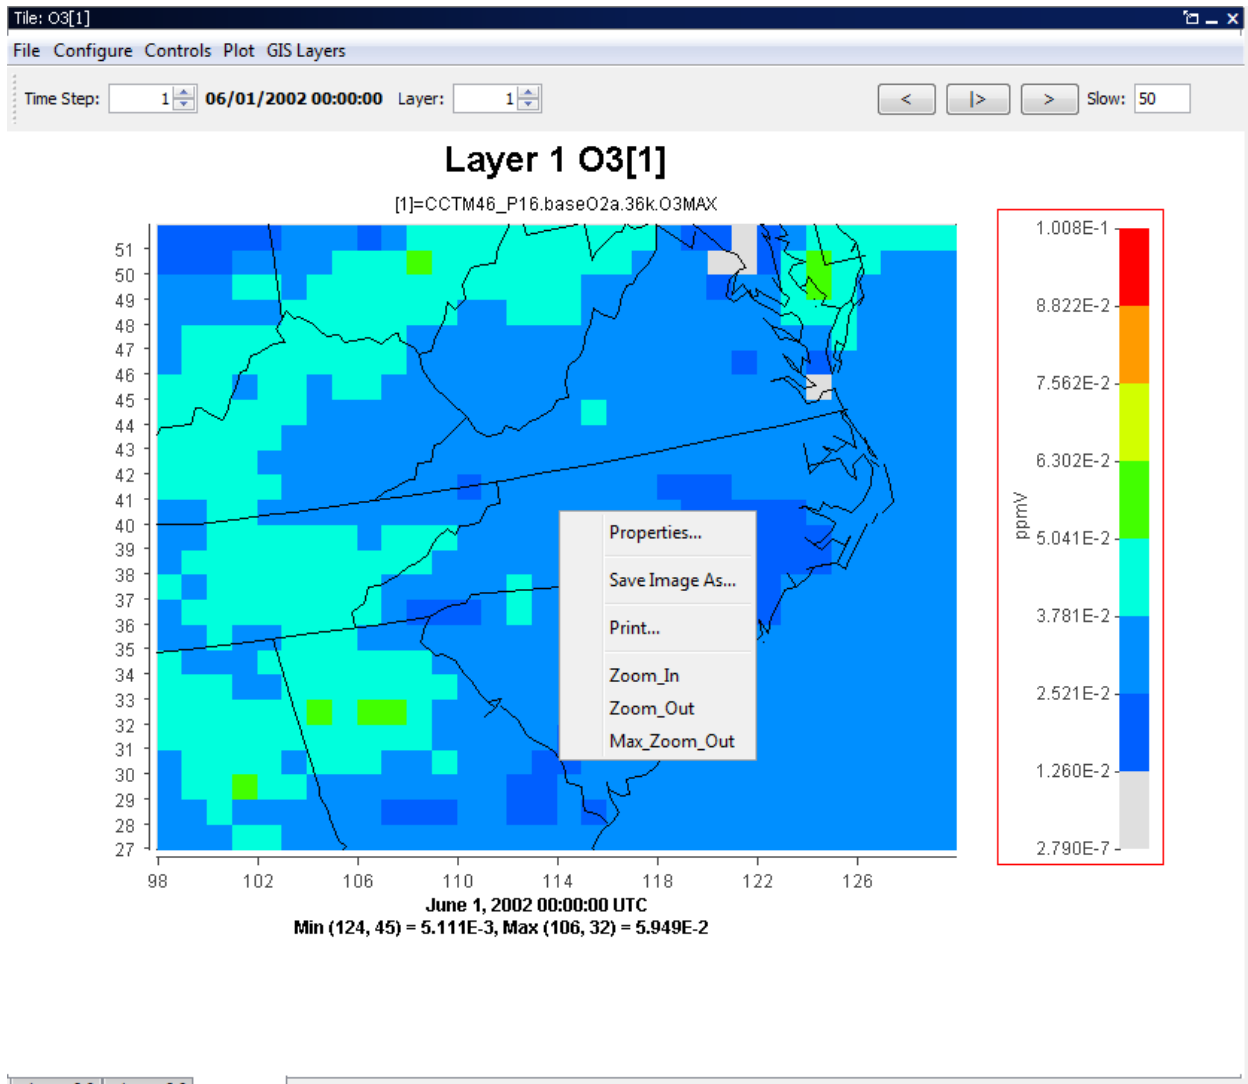 Tile: O3[1]
File Configure Controls Plot GIS Layers
Time Step: 1 06/01/2002 00:00:00 Layer: 1 < |> > Slow: 50
Layer 1 O3[1]
[1]=CCTM46_P16.baseO2a.36k.O3MAX
51
50
49
48
47
46
45
44
43
42
41
40
39
38
37
36
35
34
33
32
31
30
29
28
27
98 102 106 110 114 118 122 126
June 1, 2002 00:00:00 UTC
Min (124, 45) = 5.111E-3, Max (106, 32) = 5.949E-2
Properties...
Save Image As...
Print...
Zoom_In
Zoom_Out
Max_Zoom_Out
ppmV
1.008E-1
8.822E-2
7.562E-2
6.302E-2
5.041E-2
3.781E-2
2.521E-2
1.260E-2
2.790E-7